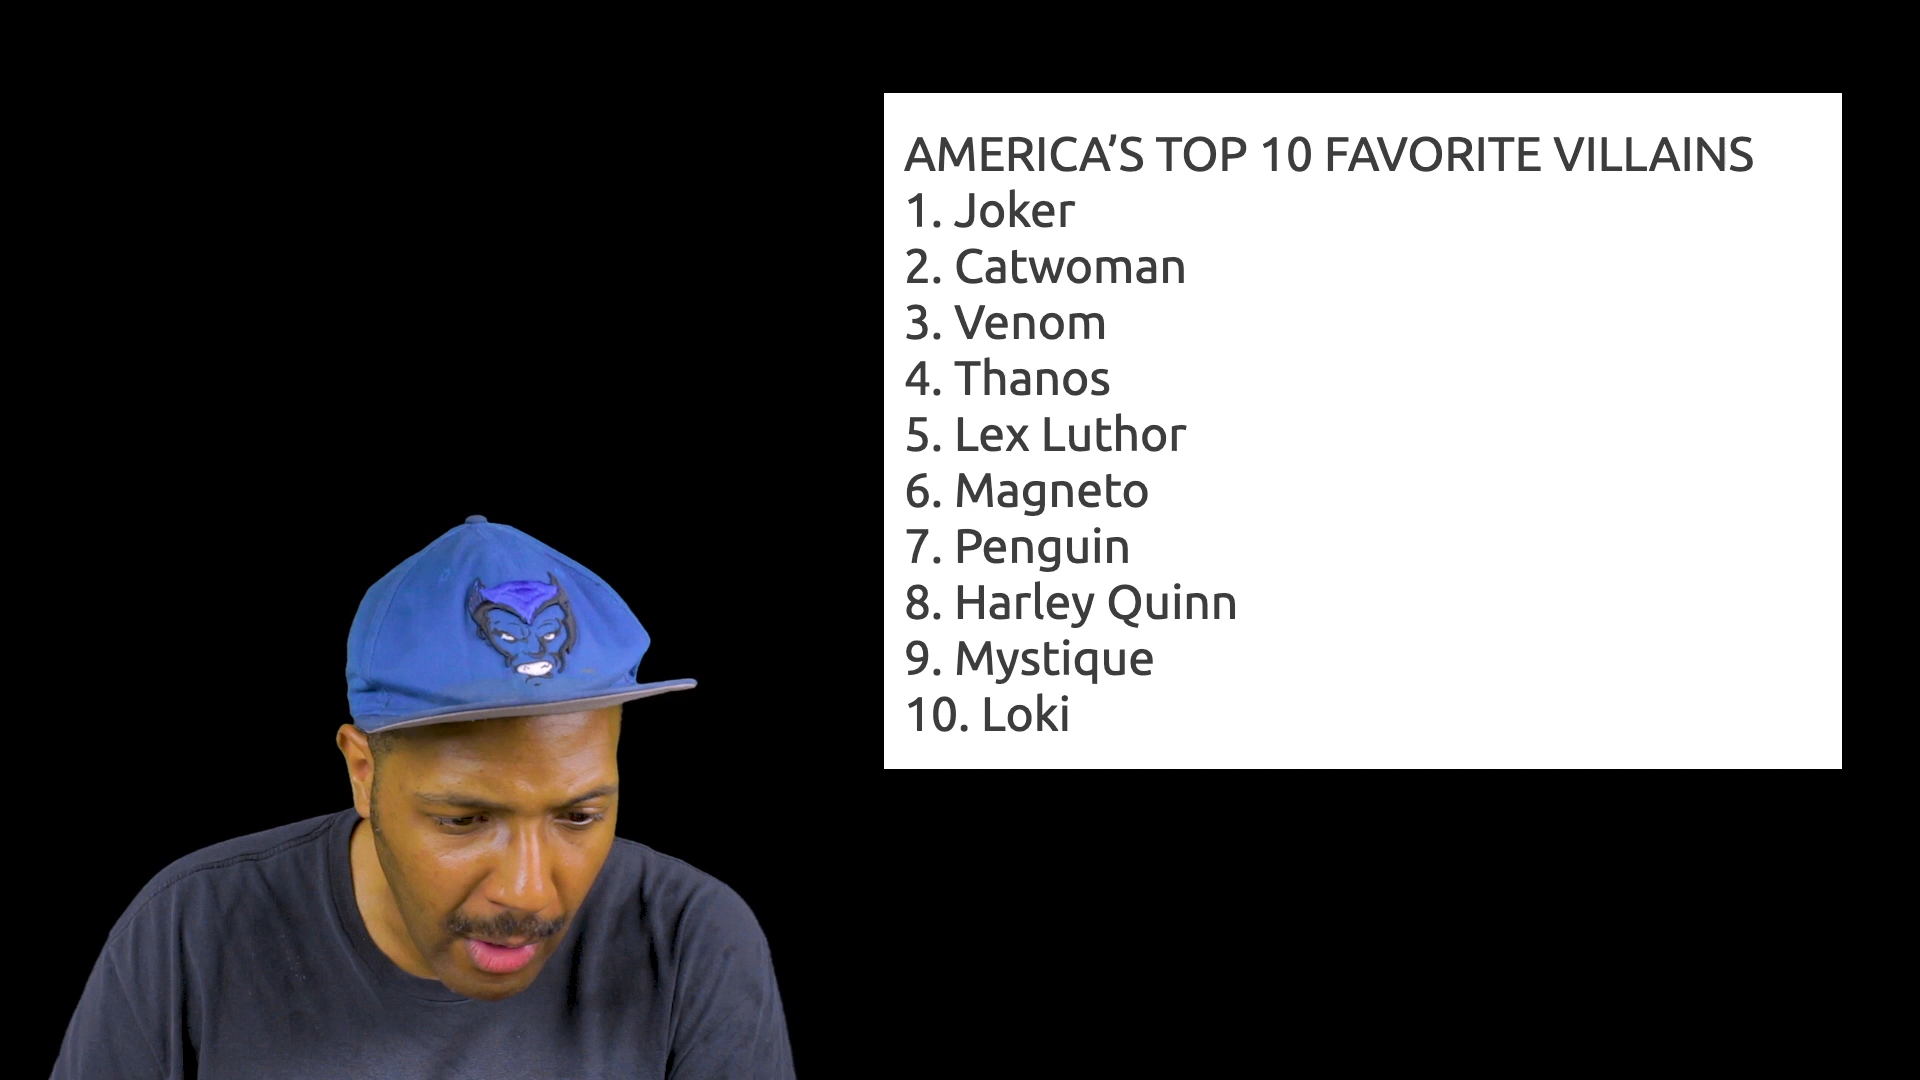 AMERICA’S TOP 10 FAVORITE VILLAINS
1. Joker
2. Catwoman
3. Venom
4. Thanos
5. Lex Luthor
6. Magneto
7. Penguin
8. Harley Quinn
9. Mystique
10. Loki